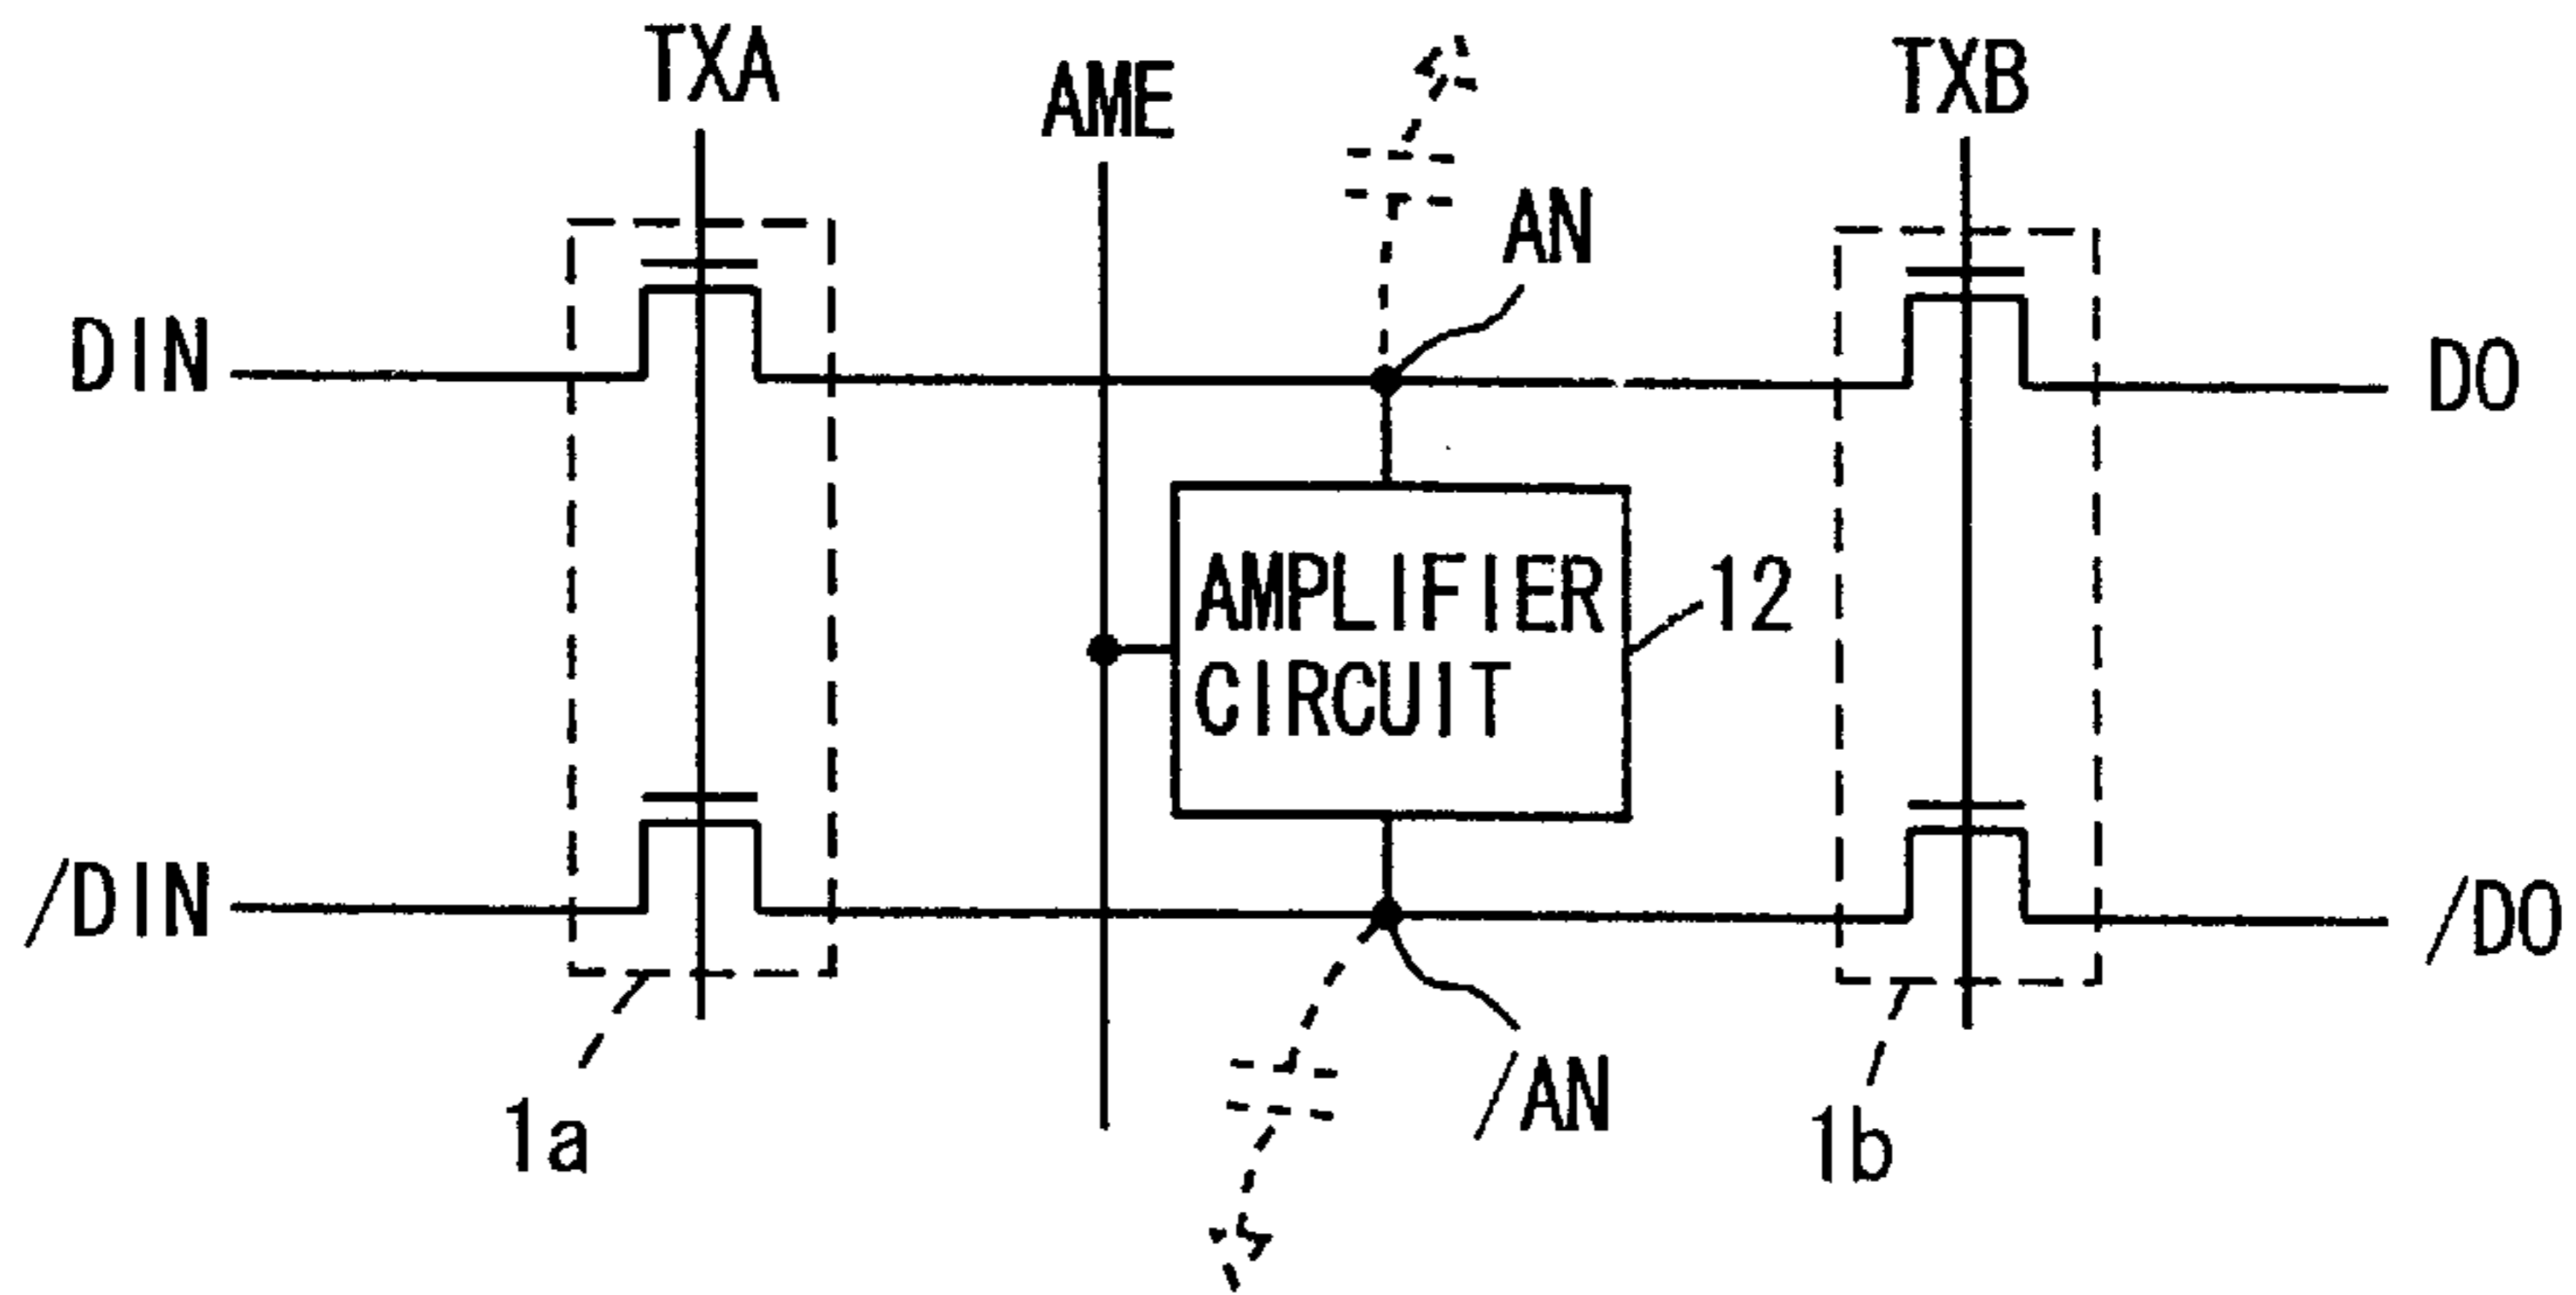 TXA
AME
TXB
AN
DIN
DO
AMPLIFIER
CIRCUIT
12
/DIN
/DO
/AN
1a
1b